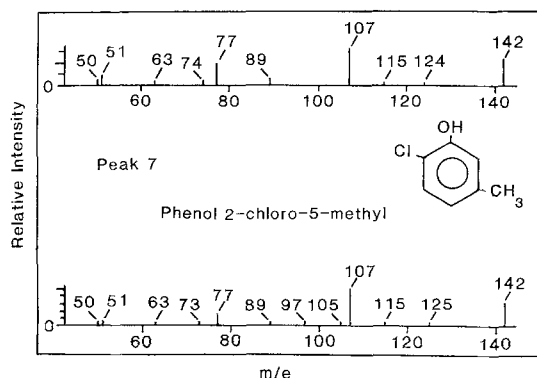 50 51 63 74 77 89 107 115 124 142
0
60 80 100 120 140
OH
Cl
CH3
Peak 7
Phenol 2-chloro-5-methyl
Relative Intensity
50 51 63 73 77 89 97 105 107 115 125 142
0
60 80 100 120 140
m/e